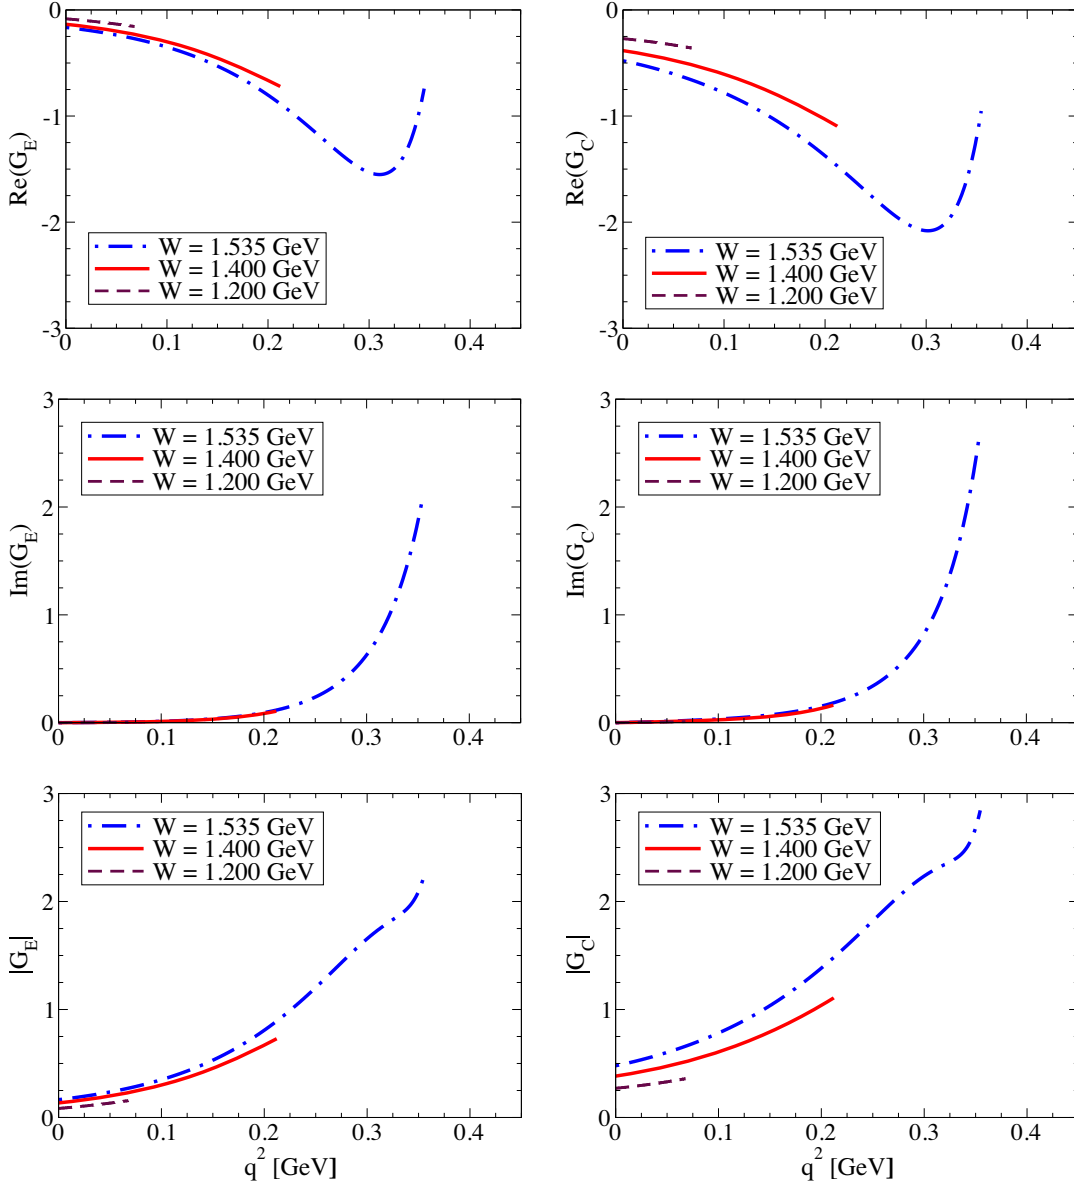 0
-1
-2
-3
Re(G_E)
W = 1.535 GeV
W = 1.400 GeV
W = 1.200 GeV
0 0.1 0.2 0.3 0.4
0
-1
-2
-3
Re(G_C)
W = 1.535 GeV
W = 1.400 GeV
W = 1.200 GeV
0 0.1 0.2 0.3 0.4
3
2
1
0
Im(G_E)
W = 1.535 GeV
W = 1.400 GeV
W = 1.200 GeV
0 0.1 0.2 0.3 0.4
3
2
1
0
Im(G_C)
W = 1.535 GeV
W = 1.400 GeV
W = 1.200 GeV
0 0.1 0.2 0.3 0.4
3
2
1
0
|G_E|
W = 1.535 GeV
W = 1.400 GeV
W = 1.200 GeV
0 0.1 0.2 0.3 0.4
q^2 [GeV]
3
2
1
0
|G_C|
W = 1.535 GeV
W = 1.400 GeV
W = 1.200 GeV
0 0.1 0.2 0.3 0.4
q^2 [GeV]